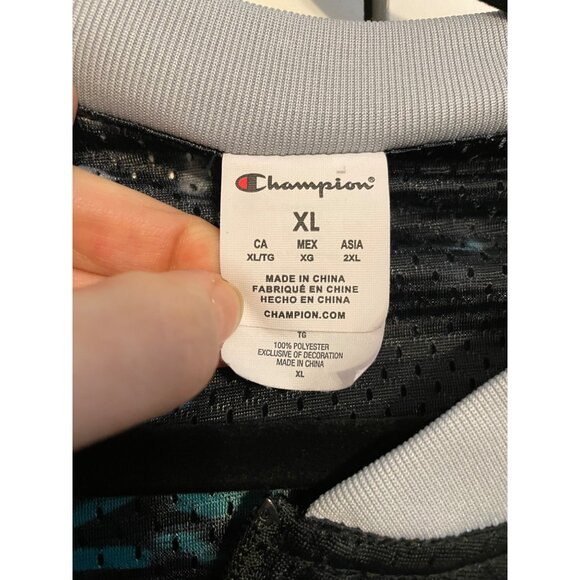 Champion®
XL
CA MEX ASIA
XL/TG XG 2XL
MADE IN CHINA
FABRIQUÉ EN CHINE
HECHO EN CHINA
CHAMPION.COM
TG
100% POLYESTER
EXCLUSIVE OF DECORATION
MADE IN CHINA
XL